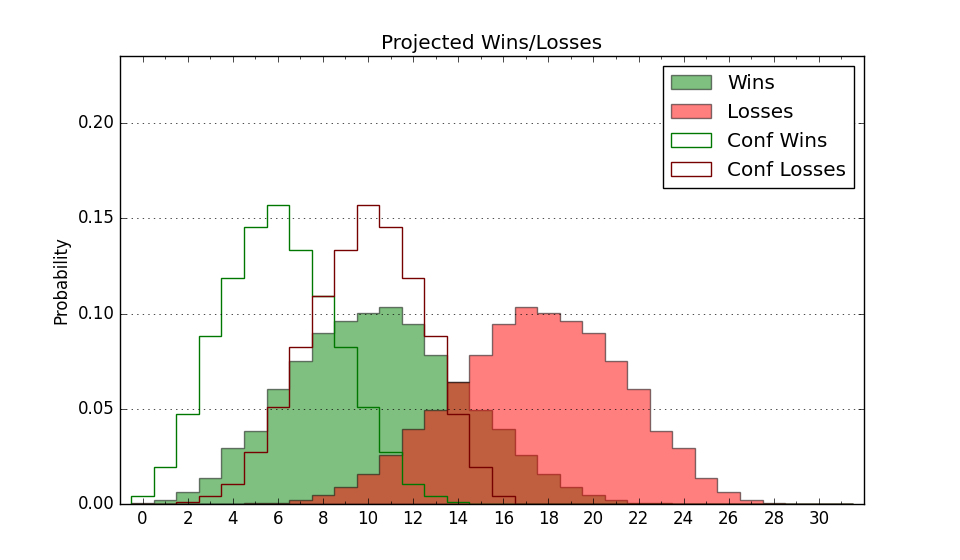 Projected Wins/Losses
Wins
Losses
Conf Wins
Conf Losses
Probability
0.20
0.15
0.10
0.05
0.00
0 2 4 6 8 10 12 14 16 18 20 22 24 26 28 30